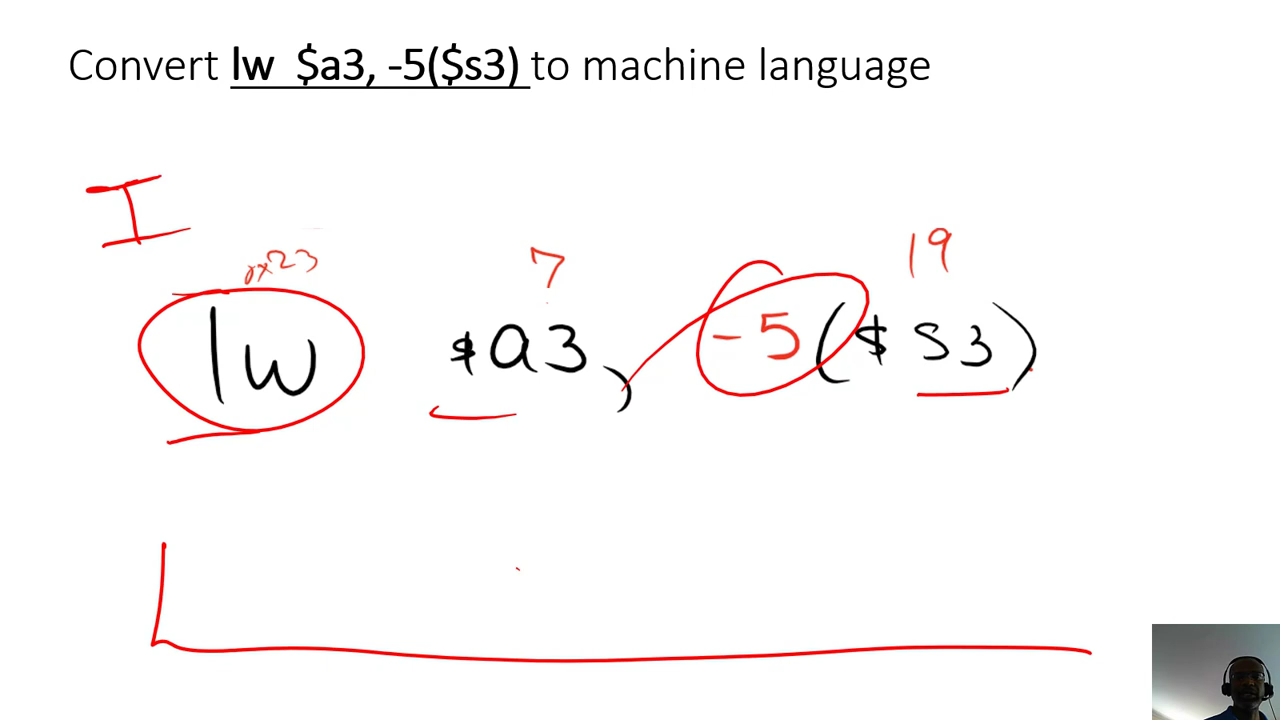 Convert lw $a3, -5($s3) to machine language
I
0x23 7 19
lw $a3, -5($s3)